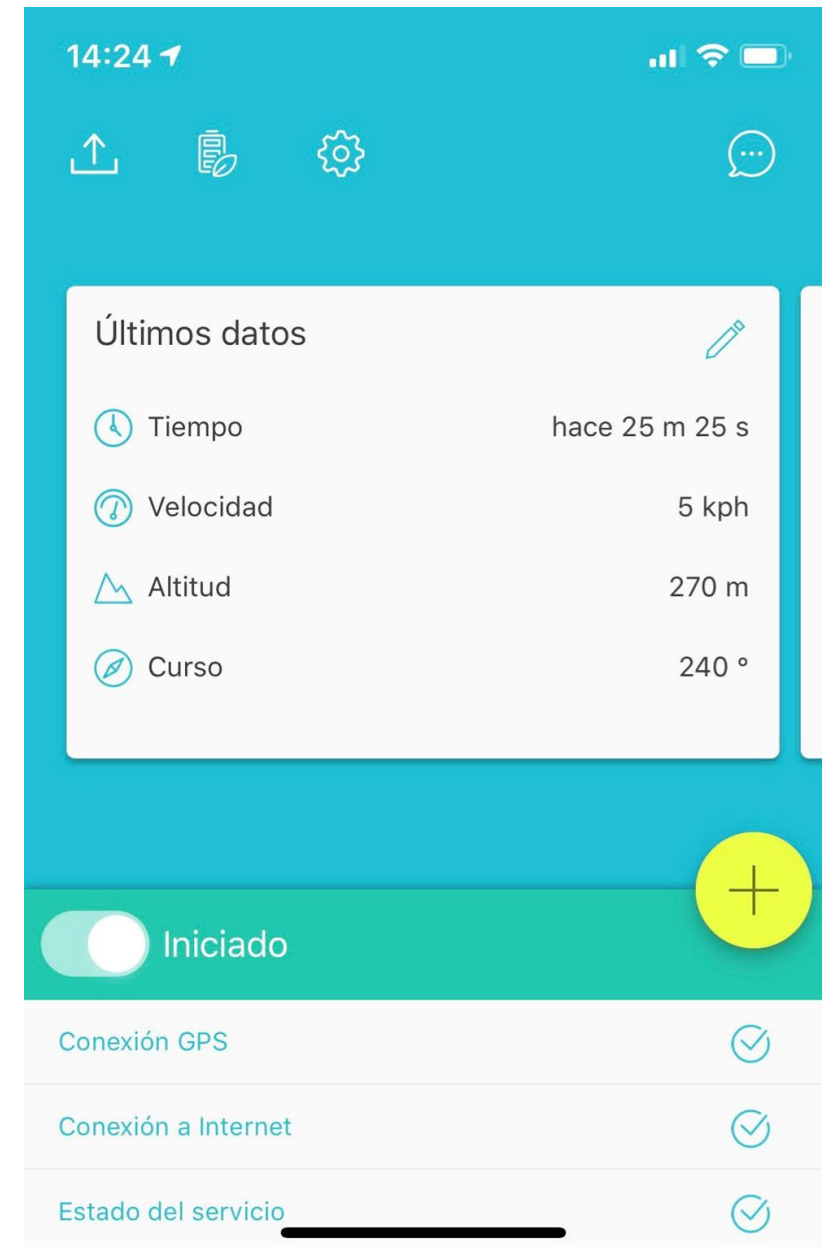 14:24
Últimos datos
Tiempo hace 25 m 25 s
Velocidad 5 kph
Altitud 270 m
Curso 240 °
Iniciado
Conexión GPS
Conexión a Internet
Estado del servicio